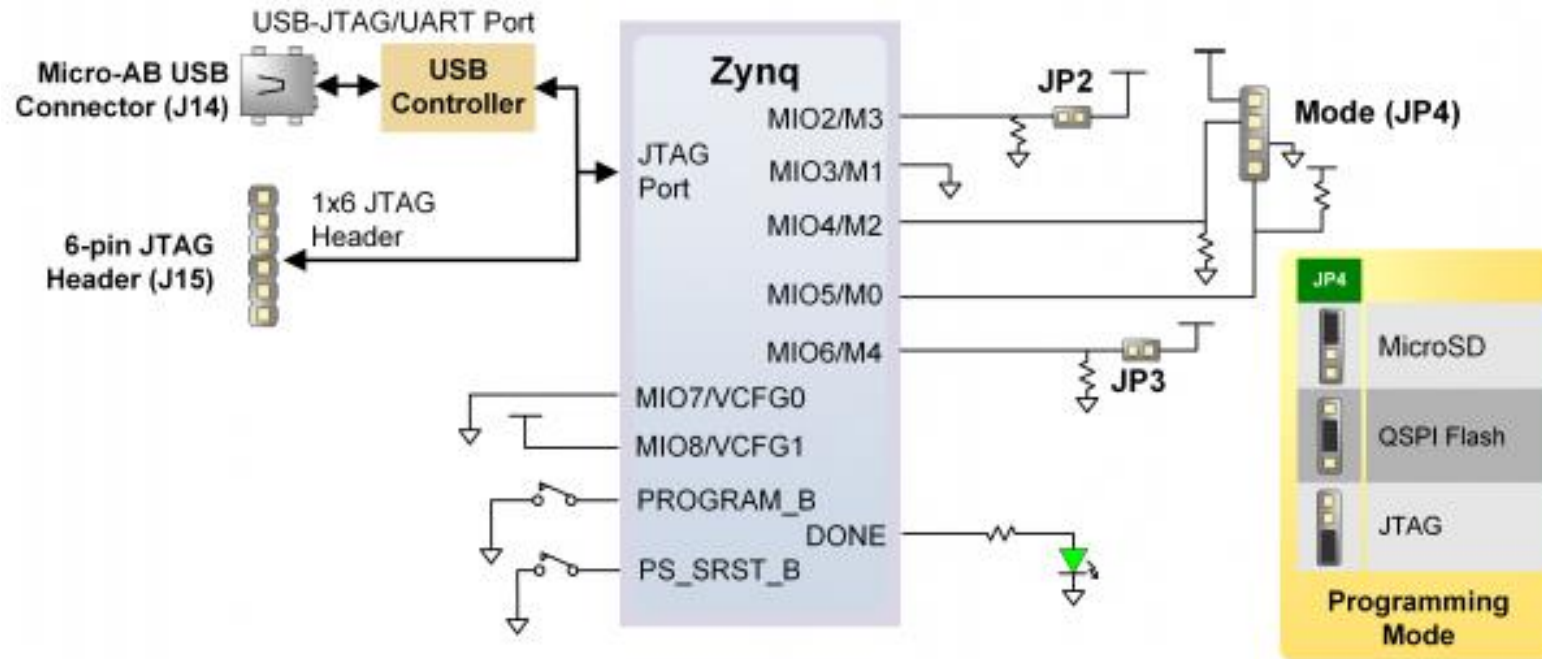 USB-JTAG/UART Port
Micro-AB USB
Connector (J14)
USB
Controller
6-pin JTAG
Header (J15)
1x6 JTAG
Header
Zynq
JTAG
Port
MIO2/M3
MIO3/M1
MIO4/M2
MIO5/M0
MIO6/M4
MIO7/VCFG0
MIO8/VCFG1
PROGRAM_B
DONE
PS_SRST_B
JP2
Mode (JP4)
JP3
JP4
MicroSD
QSPI Flash
JTAG
Programming
Mode